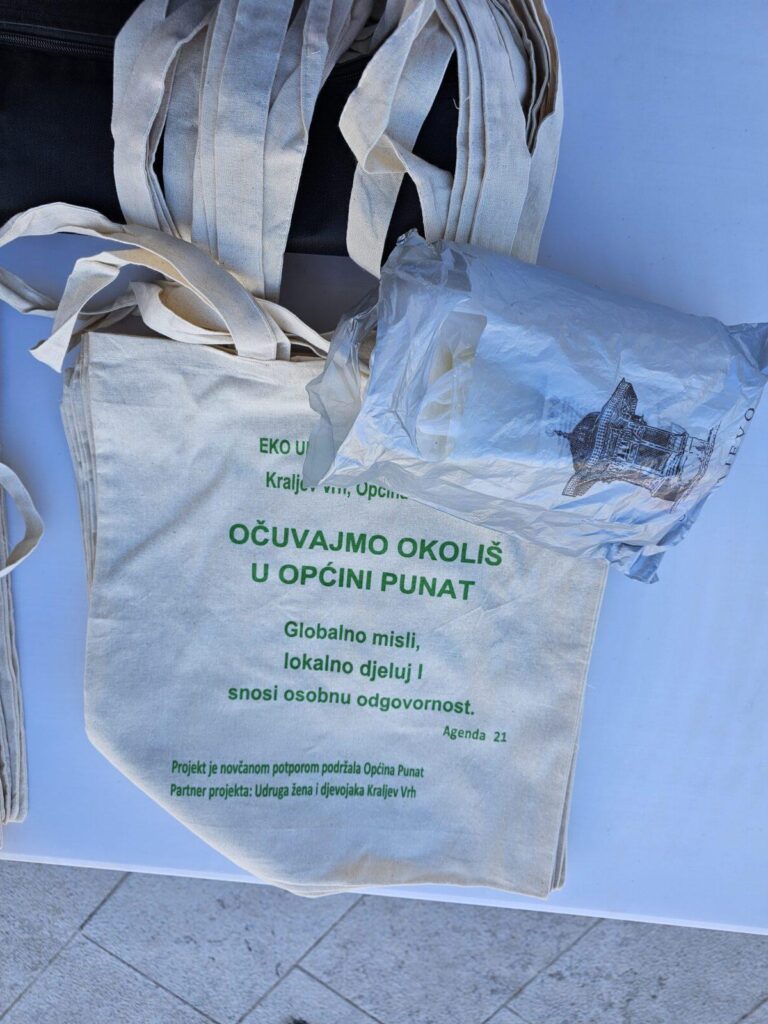 EKO
Kraljev Vrh, Općina
OČUVAJMO OKOLIŠ
U OPĆINI PUNAT
Globalno misli,
lokalno djeluj I
snosi osobnu odgovornost.
Agenda 21
Projekt je novčanom potporom podržala Općina Punat
Partner projekta: Udruga žena i djevojaka Kraljev Vrh